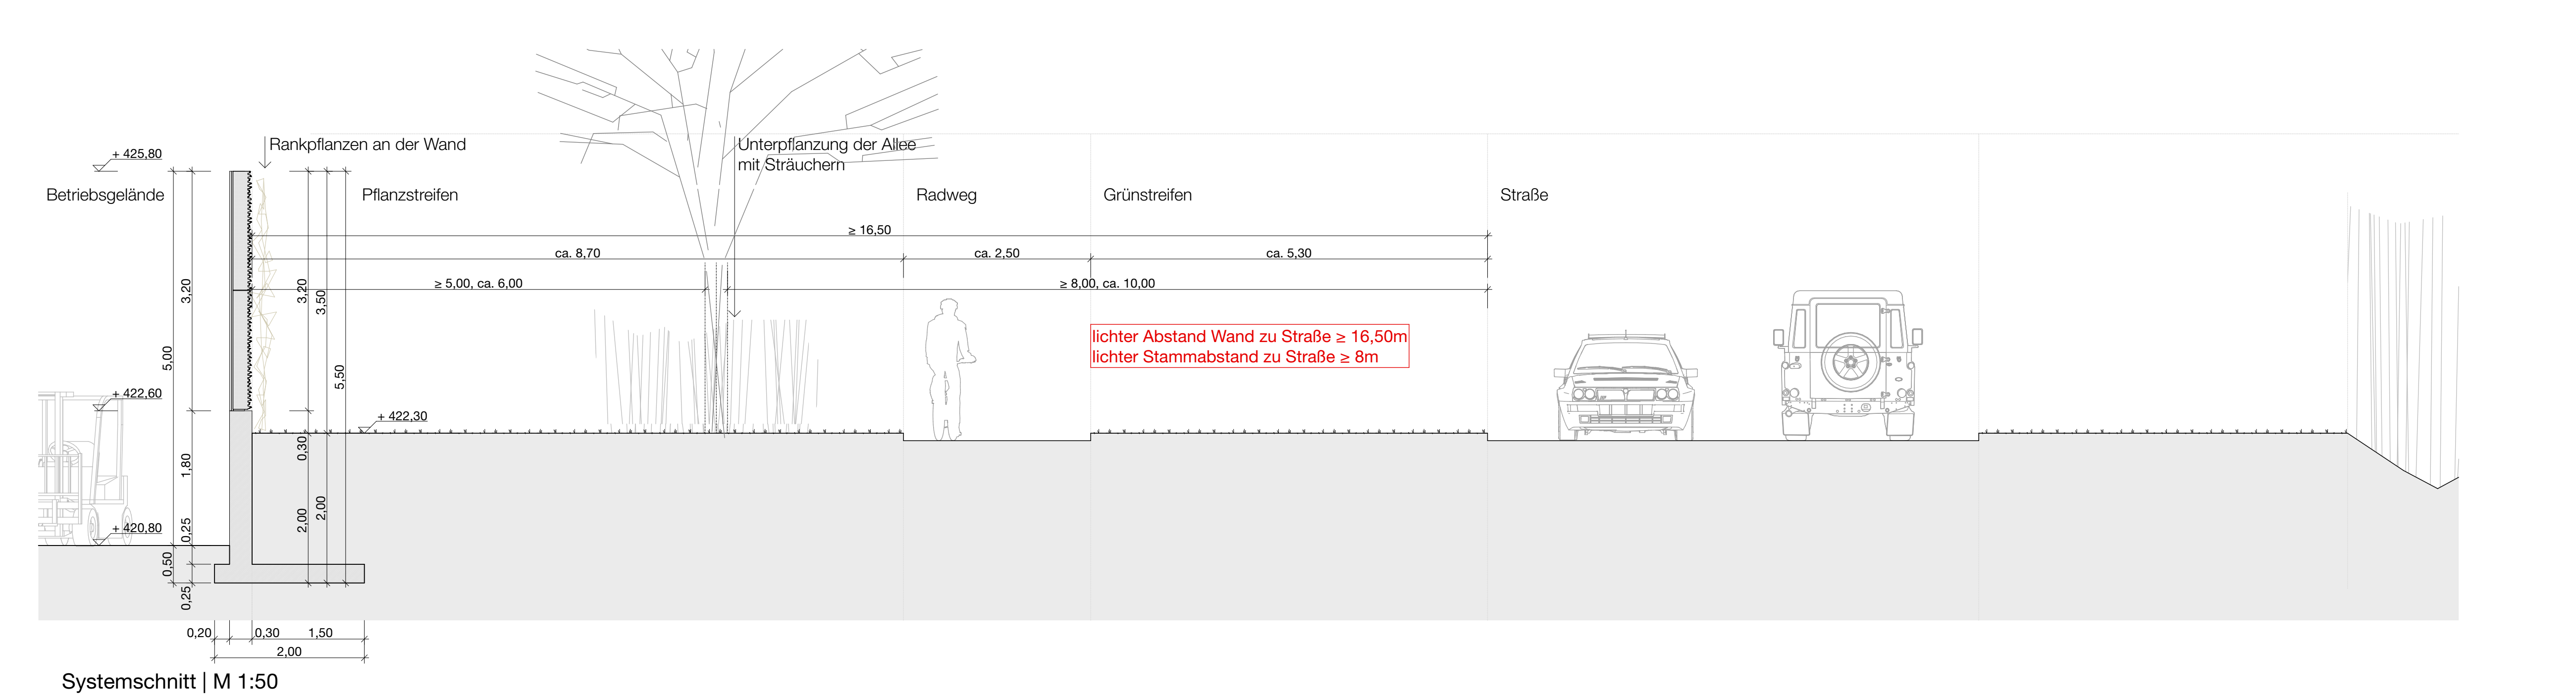 Rankpflanzen an der Wand
Unterpflanzung der Allee
mit Sträuchern
+ 425,80
Betriebsgelände
Pflanzstreifen
Radweg
Grünstreifen
Straße
≥ 16,50
ca. 8,70
ca. 2,50
ca. 5,30
≥ 5,00, ca. 6,00
≥ 8,00, ca. 10,00
3,20
3,20
3,50
lichter Abstand Wand zu Straße ≥ 16,50m
lichter Stammabstand zu Straße ≥ 8m
5,00
5,50
+ 422,60
+ 422,30
0,30
1,80
2,00
2,00
+ 420,80
0,25
0,50
0,25
0,20
0,30
1,50
2,00
Systemschnitt | M 1:50